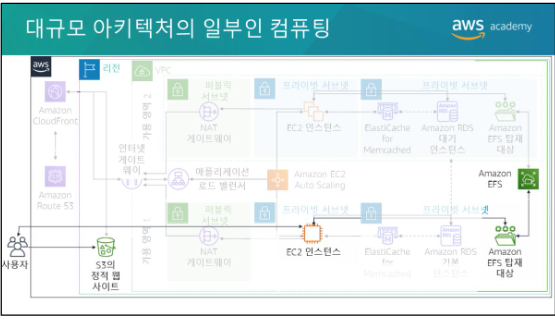 대규모 아키텍처의 일부인 컴퓨팅
aws academy
aws
리전
VPC
Amazon
CloudFront
Amazon
Route 53
사용자
S3의
정적 웹
사이트
인터넷
게이트
웨이
가용 영역 2
퍼블릭
서브넷
NAT
게이트웨이
프라이빗 서브넷
EC2 인스턴스
프라이빗 서브넷
ElastiCache
for
Memcached
Amazon RDS
대기
인스턴스
Amazon
EFS 탑재
대상
애플리케이션
로드 밸런서
Amazon EC2
Auto Scaling
Amazon
EFS
가용 영역 1
퍼블릭
서브넷
NAT
게이트웨이
프라이빗 서브넷
EC2 인스턴스
프라이빗 서브넷
ElastiCache
for
Memcached
Amazon RDS
기본
인스턴스
Amazon
EFS 탑재
대상